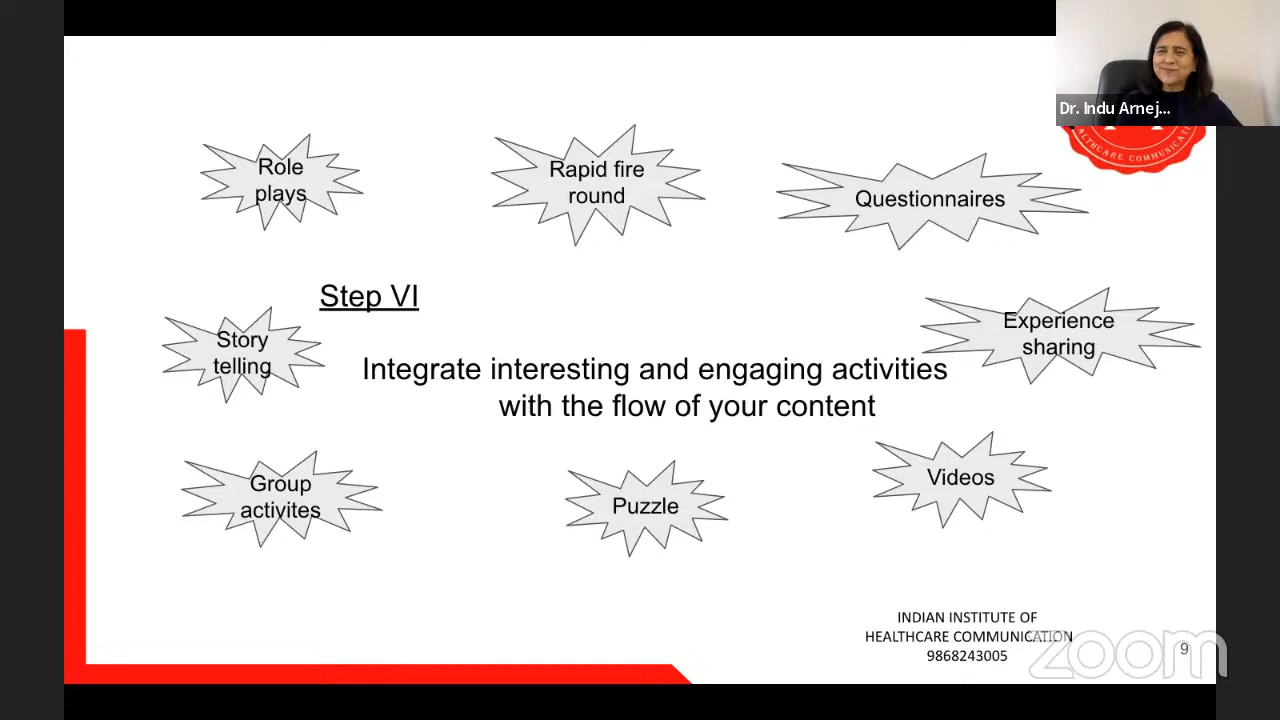 Dr. Indu Arnej...
ALTHCARE COMMUNICATI
Role
plays
Rapid fire
round
Questionnaires
Step VI
Story
telling
Experience
sharing
Integrate interesting and engaging activities
with the flow of your content
Group
activites
Puzzle
Videos
INDIAN INSTITUTE OF
HEALTHCARE COMMUNICATION
9868243005
zoom
9